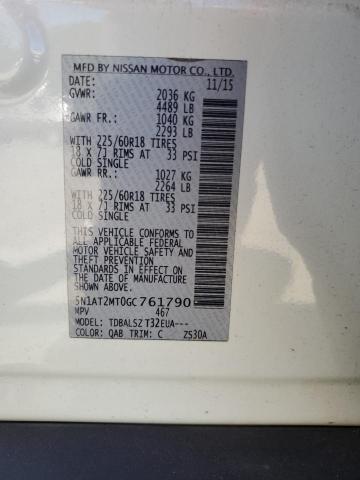 MFD BY NISSAN MOTOR CO., LTD.
DATE: 11/15
GVWR: 2036 KG
4489 LB
GAWR FR: 1040 KG
2293 LB
WITH 225/60R18 TIRES
18 X 7J RIMS AT 33 PSI
COLD SINGLE
GAWR RR: 1027 KG
2264 LB
WITH 225/60R18 TIRES
18 X 7J RIMS AT 33 PSI
COLD SINGLE
THIS VEHICLE CONFORMS TO
ALL APPLICABLE FEDERAL
MOTOR VEHICLE SAFETY
AND THEFT PREVENTION
STANDARDS IN EFFECT ON
THE DATE OF MANUFACTURE
SHOWN ABOVE.
5N1AT2MT0GC761790
MPV 467
MODEL: TDBALSZ T32EUA---
COLOR: QAB TRIM: C ZS30A